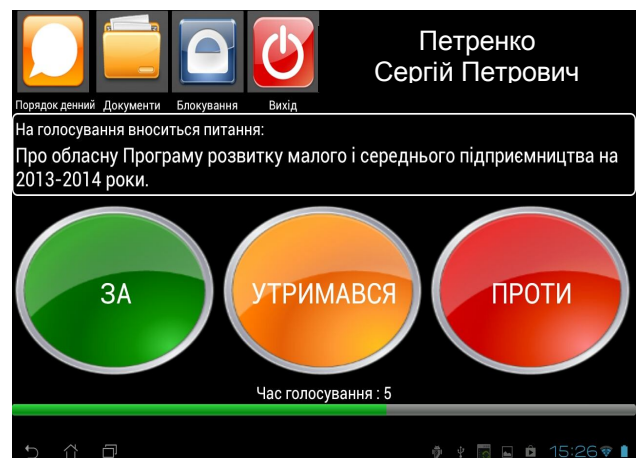 Петренко
Сергій Петрович
Порядок денний Документи Блокування Вихід
На голосування вноситься питання:
Про обласну Програму розвитку малого і середнього підприємництва на
2013-2014 роки.
ЗА УТРИМАВСЯ ПРОТИ
Час голосування : 5
15:26